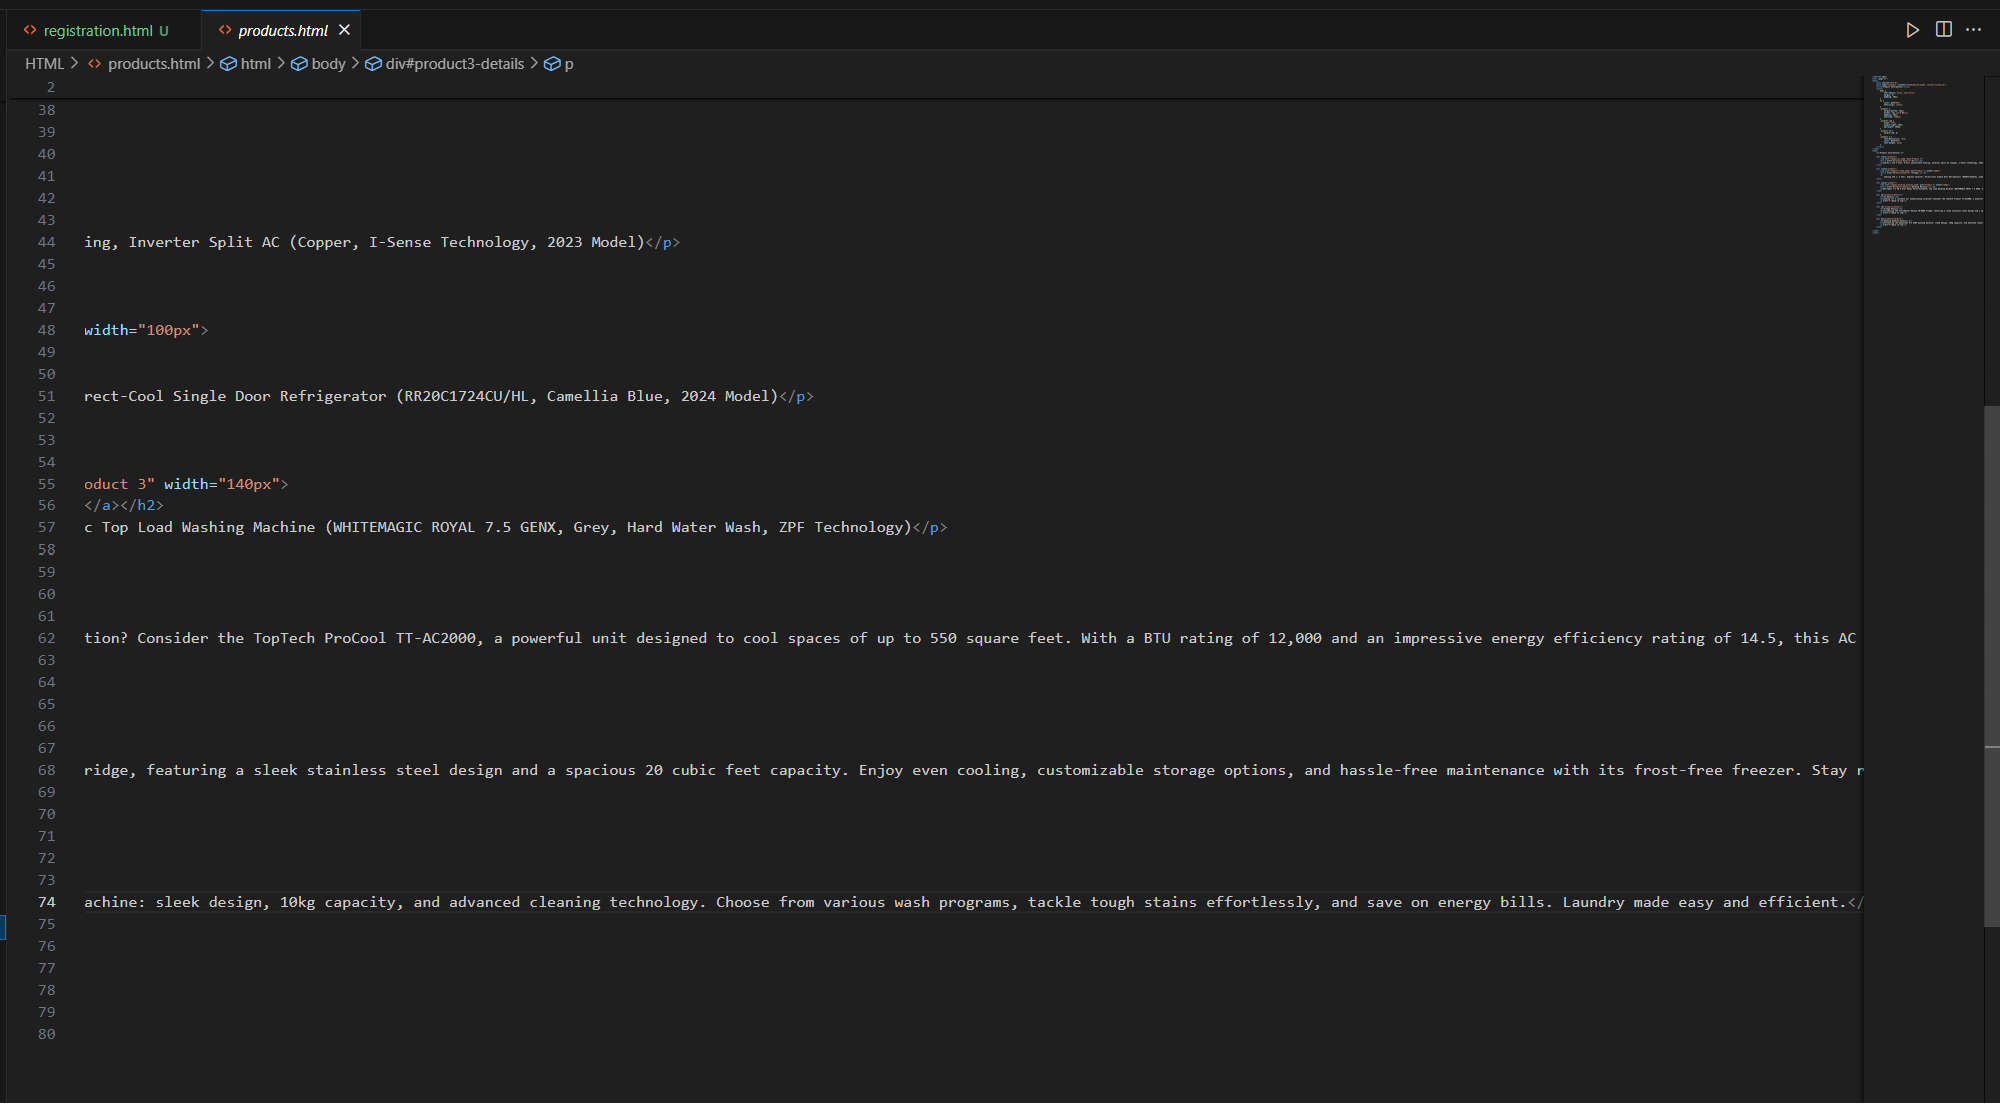 registration.html U
products.html
HTML > products.html > html > body > div#product3-details > p
2
38
39
40
41
42
43
44 ing, Inverter Split AC (Copper, I-Sense Technology, 2023 Model)</p>
45
46
47
48 width="100px">
49
50
51 rect-Cool Single Door Refrigerator (RR20C1724CU/HL, Camellia Blue, 2024 Model)</p>
52
53
54
55 oduct 3" width="140px">
56 </a></h2>
57 c Top Load Washing Machine (WHITEMAGIC ROYAL 7.5 GENX, Grey, Hard Water Wash, ZPF Technology)</p>
58
59
60
61
62 tion? Consider the TopTech ProCool TT-AC2000, a powerful unit designed to cool spaces of up to 550 square feet. With a BTU rating of 12,000 and an impressive energy efficiency rating of 14.5, this AC
63
64
65
66
67
68 ridge, featuring a sleek stainless steel design and a spacious 20 cubic feet capacity. Enjoy even cooling, customizable storage options, and hassle-free maintenance with its frost-free freezer. Stay r
69
70
71
72
73
74 achine: sleek design, 10kg capacity, and advanced cleaning technology. Choose from various wash programs, tackle tough stains effortlessly, and save on energy bills. Laundry made easy and efficient.</
75
76
77
78
79
80